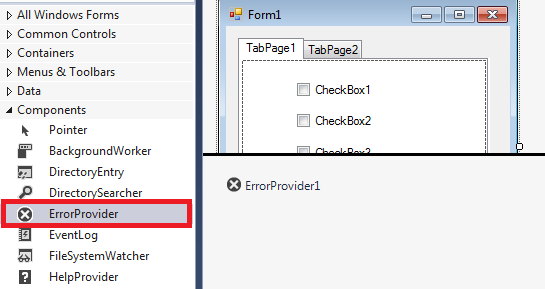 All Windows Forms
Common Controls
Containers
Menus & Toolbars
Data
Components
Pointer
BackgroundWorker
DirectoryEntry
DirectorySearcher
ErrorProvider
EventLog
FileSystemWatcher
HelpProvider
Form1
TabPage1 TabPage2
CheckBox1
CheckBox2
CheckBox3
ErrorProvider1